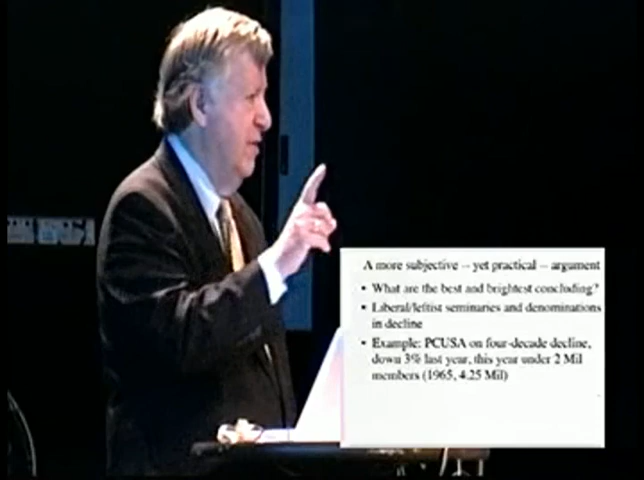 A more subjective -- yet practical -- argument
• What are the best and brightest concluding?
• Liberal/leftist seminaries and denominations
in decline
• Example: PCUSA on four-decade decline,
down 3% last year, this year under 2 Mil
members (1965, 4.25 Mil)